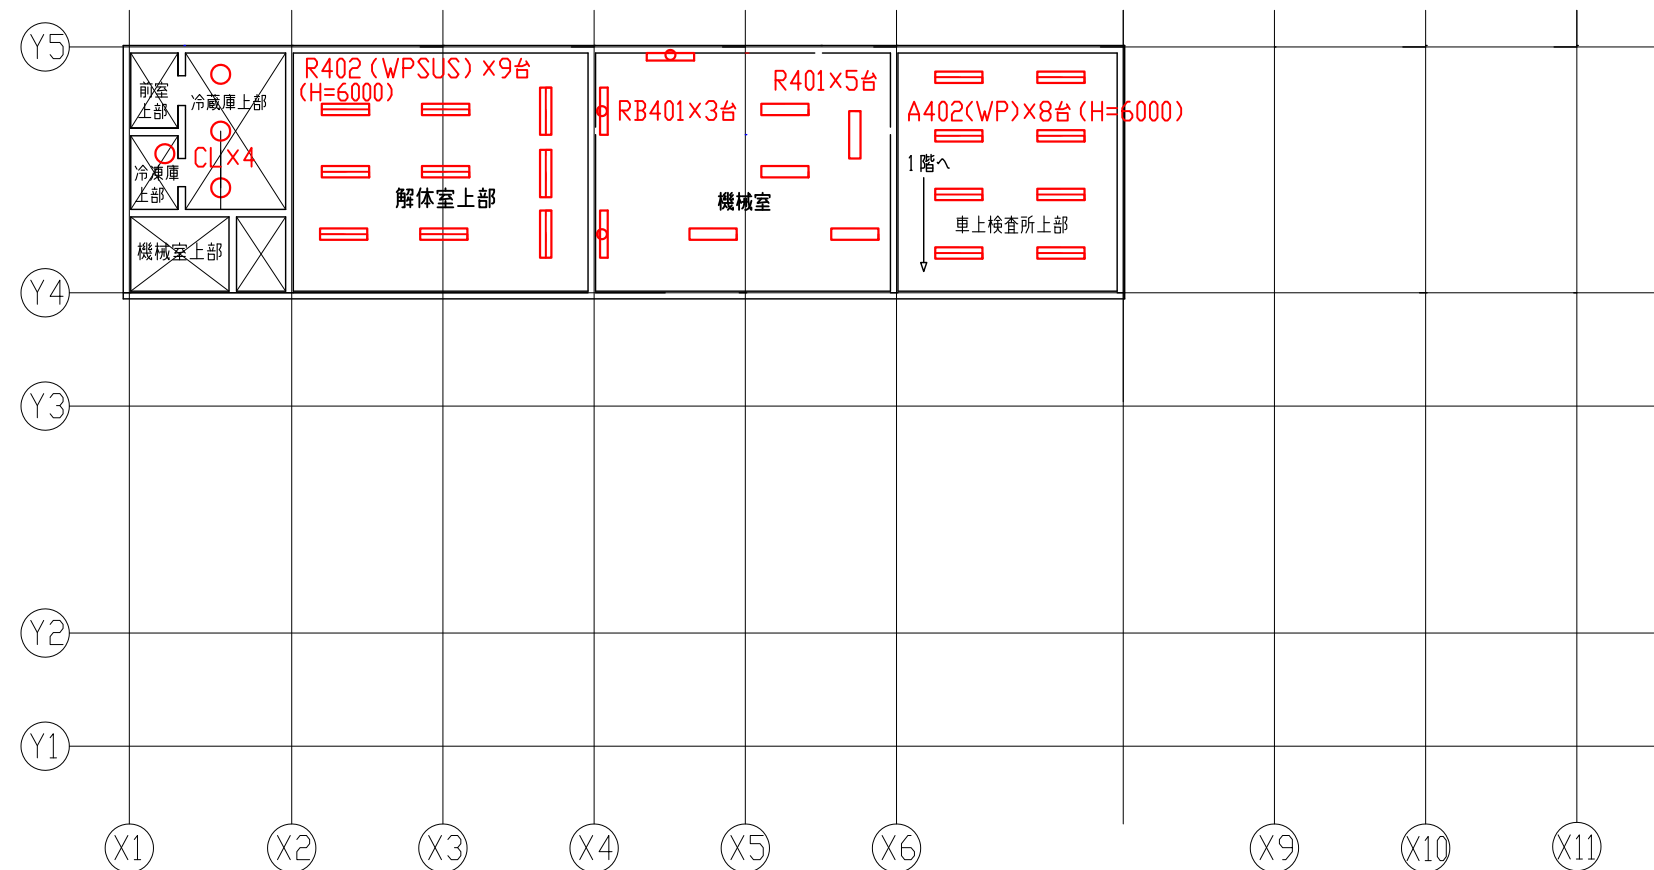 Y5
R402 (WPSUS) ×9台
(H=6000)
R401×5台
RB401×3台
A402(WP)×8台 (H=6000)
前室
上部
冷蔵庫上部
CL×4
冷凍庫
上部
1階へ
解体室上部
機械室
車上検査所上部
機械室上部
Y4
Y3
Y2
Y1
X1
X2
X3
X4
X5
X6
X9
X10
X11